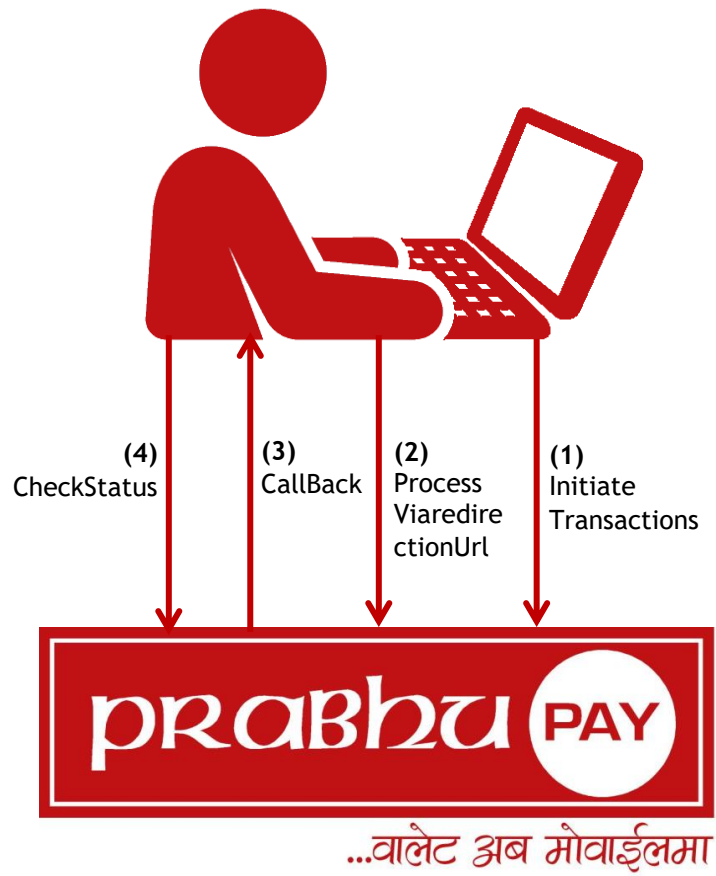 (4)
CheckStatus
(3)
CallBack
(2)
Process
Viaredire
ctionUrl
(1)
Initiate
Transactions
PRABHU PAY
...वालेट अब मोवाईलमा